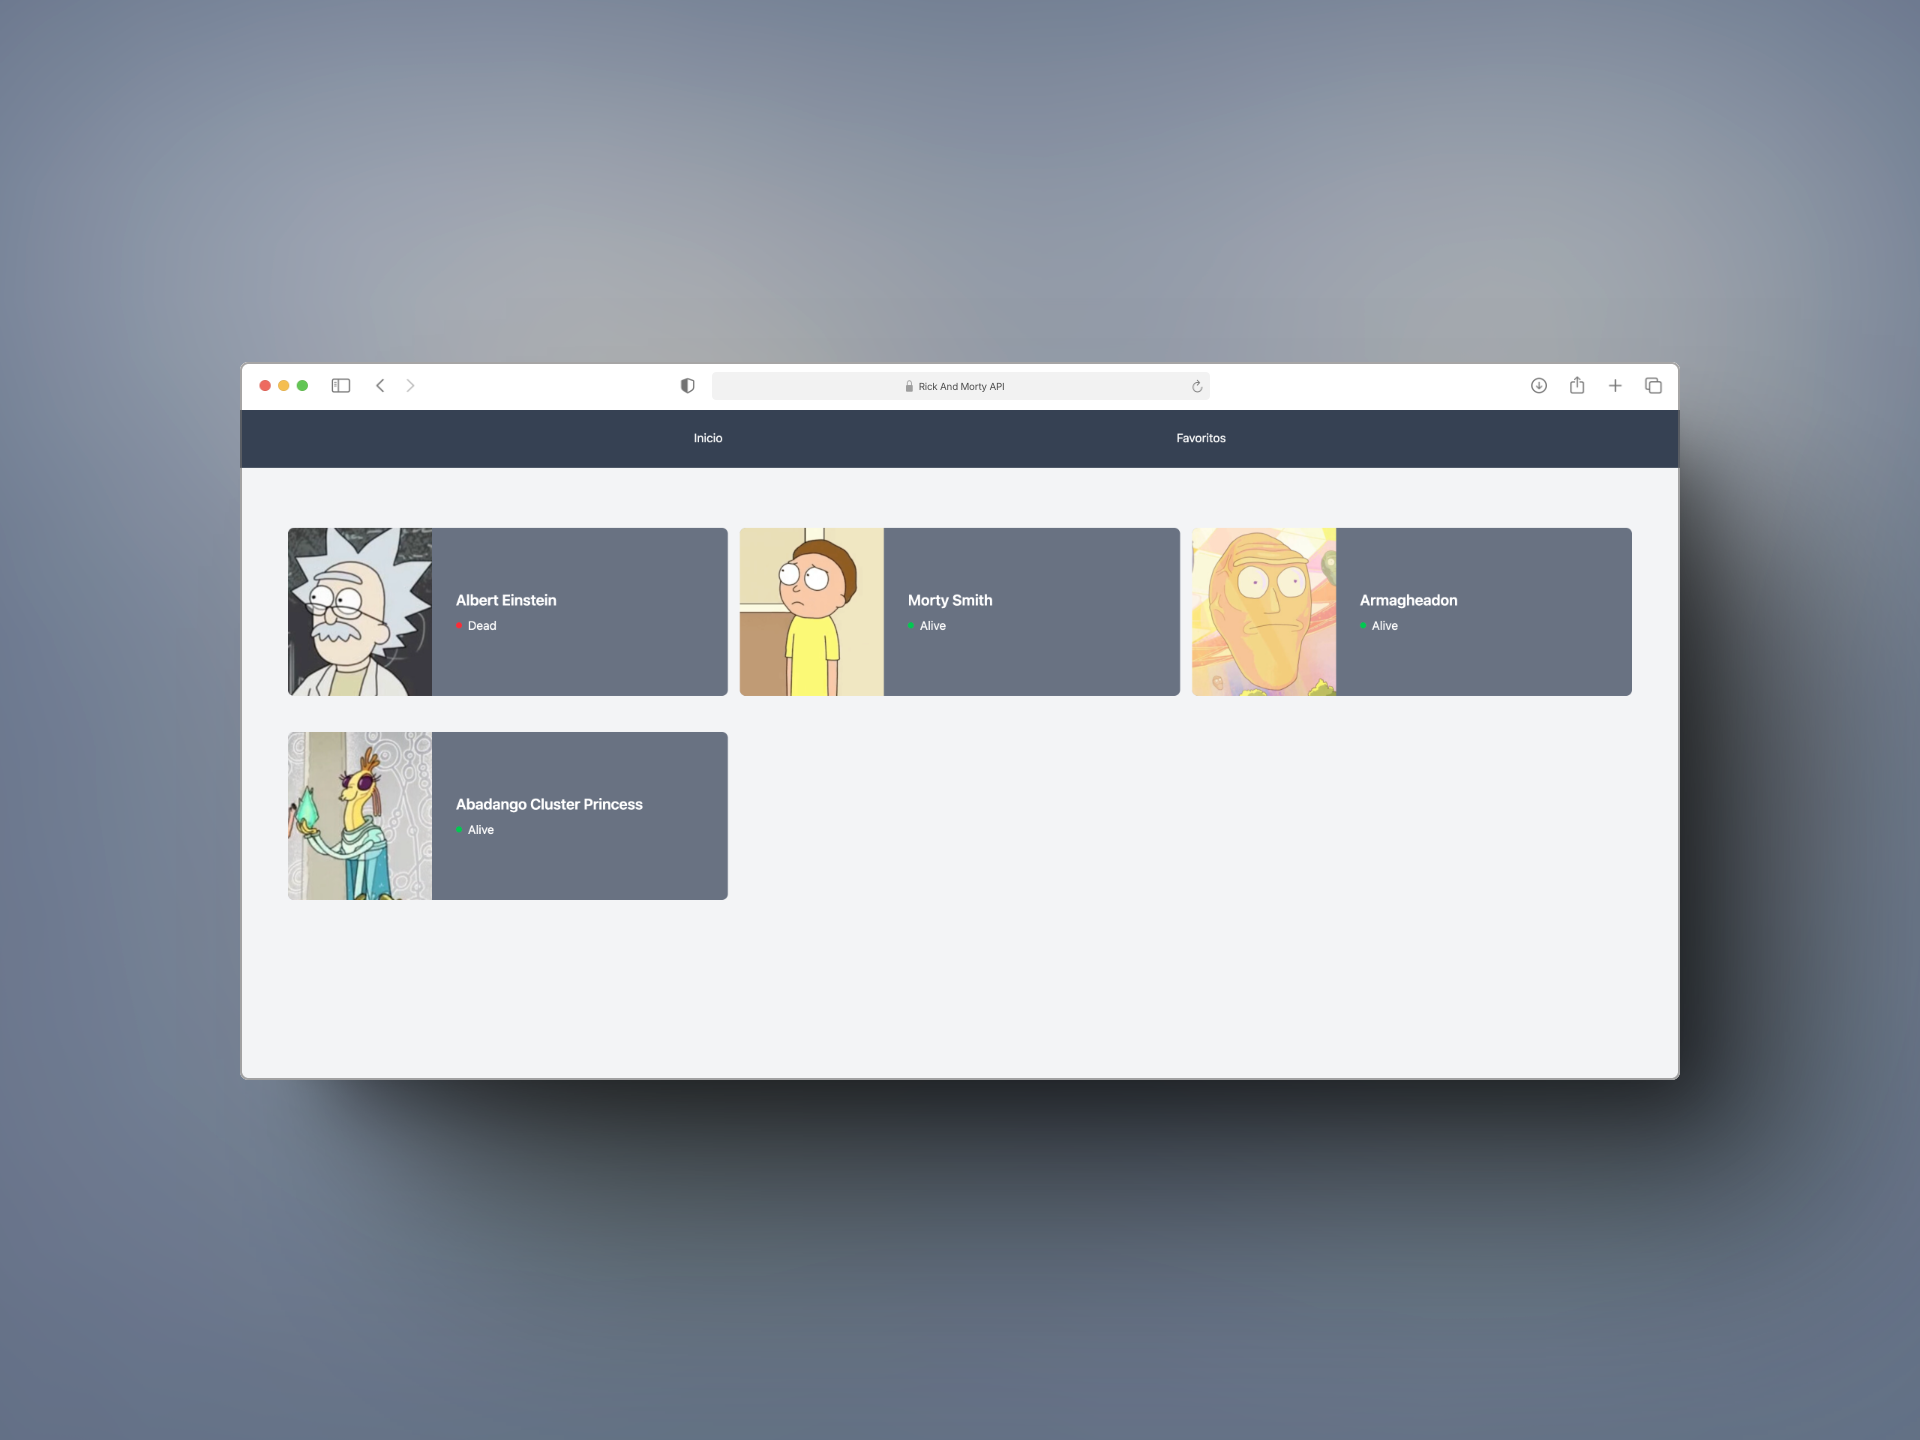 Rick And Morty API
Inicio
Favoritos
Albert Einstein
Dead
Morty Smith
Alive
Armagheadon
Alive
Abadango Cluster Princess
Alive